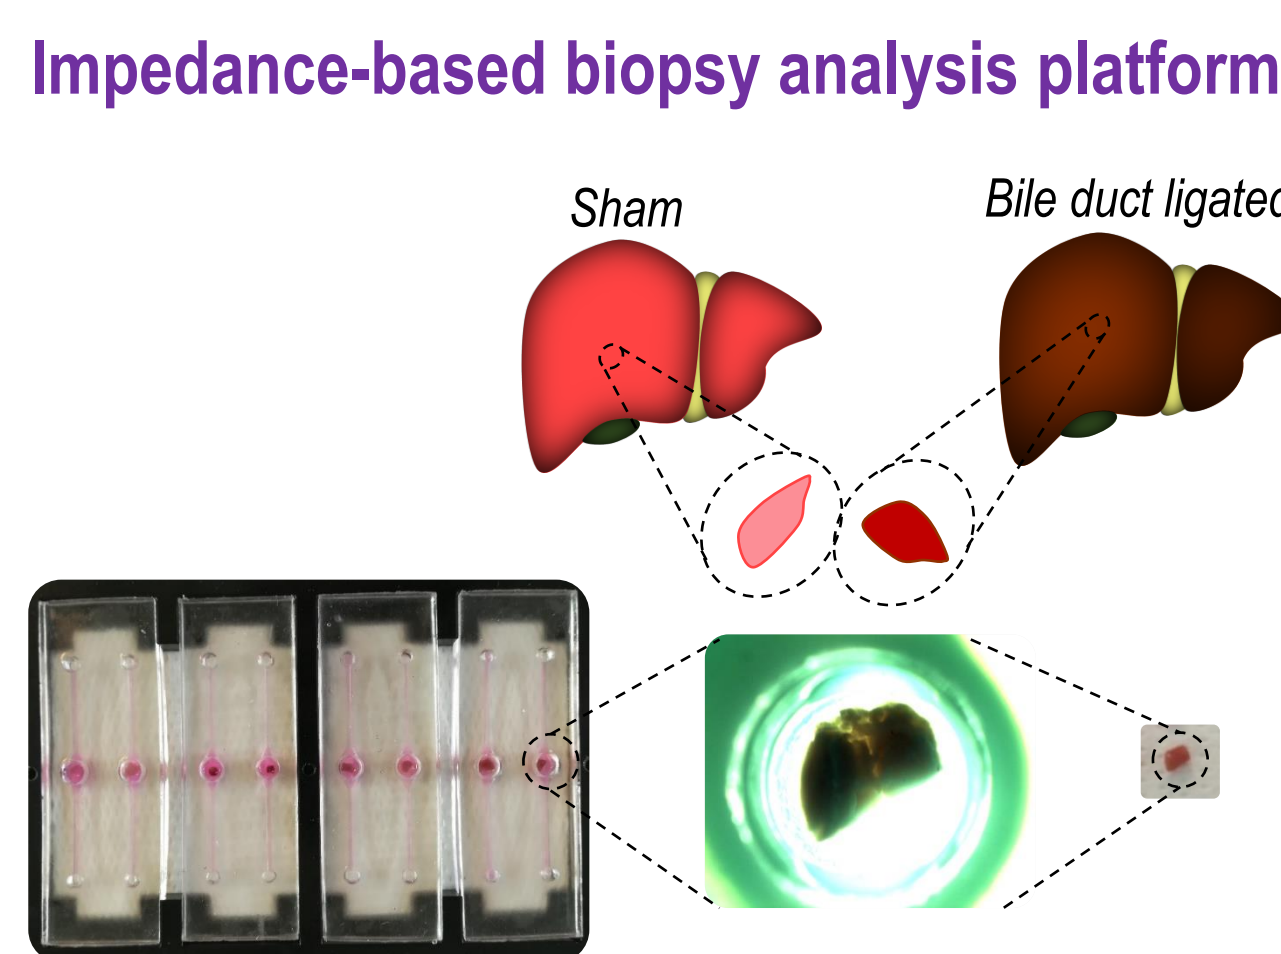 Impedance-based biopsy analysis platform
Sham
Bile duct ligated